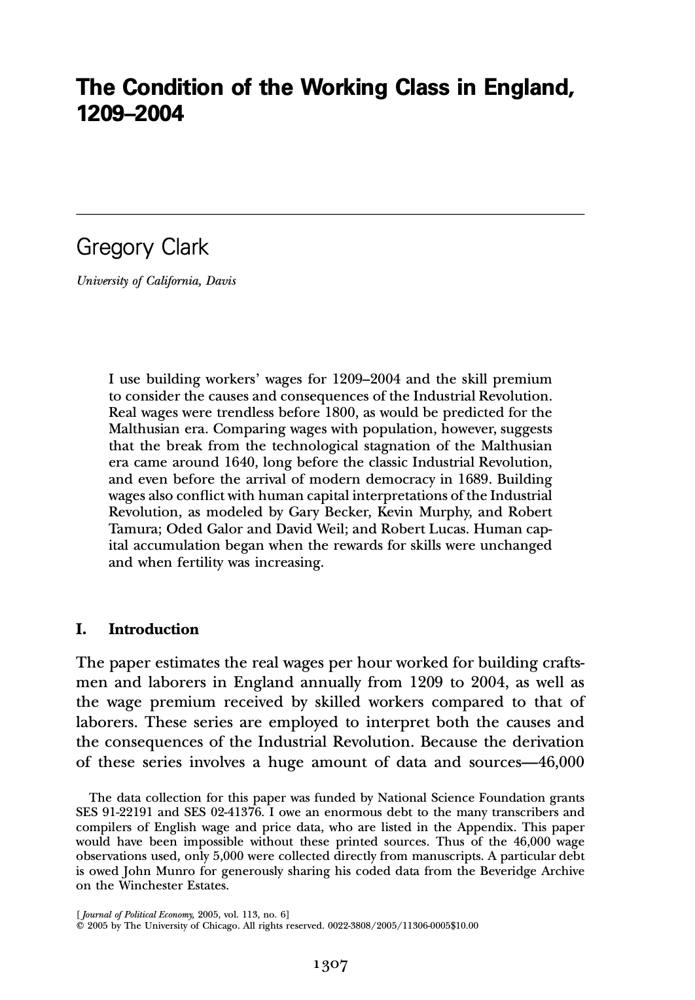 The Condition of the Working Class in England,
1209–2004
Gregory Clark
University of California, Davis
I use building workers’ wages for 1209–2004 and the skill premium
to consider the causes and consequences of the Industrial Revolution.
Real wages were trendless before 1800, as would be predicted for the
Malthusian era. Comparing wages with population, however, suggests
that the break from the technological stagnation of the Malthusian
era came around 1640, long before the classic Industrial Revolution,
and even before the arrival of modern democracy in 1689. Building
wages also conflict with human capital interpretations of the Industrial
Revolution, as modeled by Gary Becker, Kevin Murphy, and Robert
Tamura; Oded Galor and David Weil; and Robert Lucas. Human cap-
ital accumulation began when the rewards for skills were unchanged
and when fertility was increasing.
I. Introduction
The paper estimates the real wages per hour worked for building crafts-
men and laborers in England annually from 1209 to 2004, as well as
the wage premium received by skilled workers compared to that of
laborers. These series are employed to interpret both the causes and
the consequences of the Industrial Revolution. Because the derivation
of these series involves a huge amount of data and sources—46,000
The data collection for this paper was funded by National Science Foundation grants
SES 91-22191 and SES 02-41376. I owe an enormous debt to the many transcribers and
compilers of English wage and price data, who are listed in the Appendix. This paper
would have been impossible without these printed sources. Thus of the 46,000 wage
observations used, only 5,000 were collected directly from manuscripts. A particular debt
is owed John Munro for generously sharing his coded data from the Beveridge Archive
on the Winchester Estates.
[Journal of Political Economy, 2005, vol. 113, no. 6]
© 2005 by The University of Chicago. All rights reserved. 0022-3808/2005/11306-0005$10.00
1307